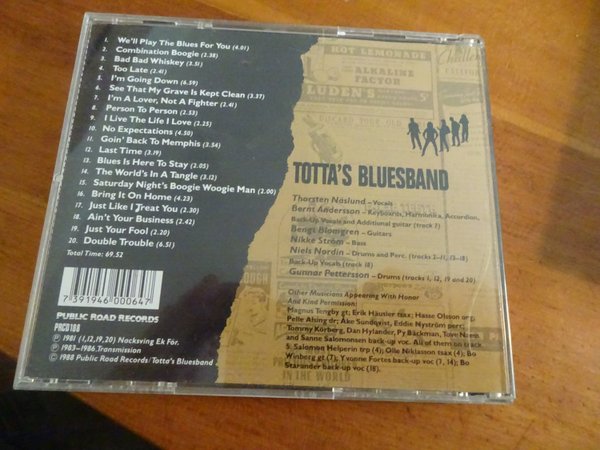 1. We'll Play The Blues For You (4.01)
2. Combination Boogie (2.38)
3. Bad Bad Whiskey (3.51)
4. Too Late (2.41)
5. I'm Going Down (6.59)
6. See That My Grave Is Kept Clean (3.37)
7. I'm A Lover, Not A Fighter (2.41)
8. Person To Person (2.53)
9. I Live The Life I Love (2.25)
10. No Expectations (4.50)
11. Goin' Back To Memphis (3.54)
12. Last Time (3.19)
13. Blues Is Here To Stay (2.05)
14. The World's In A Tangle (3.12)
15. Saturday Night's Boogie Woogie Man (2.00)
16. Bring It On Home (4.23)
17. Just Like I Treat You (2.30)
18. Ain't Your Business (2.42)
19. Just Your Fool (2.20)
20. Double Trouble (6.51)
Total Time: 69.52
7 391946 000647
PUBLIC ROAD RECORDS
PRCD188
℗ 1981 (1,12,19,20) Nacksving Ek För.
℗ 1983–1986. Transmission
© 1988 Public Road Records/Totta's Bluesband
HOT LEMONADE
ALKALINE
FACTOR
LUDEN'S 5¢
TOTTA'S BLUESBAND
Thorsten Näslund – Vocals
Bernt Andersson – Keyboards, Harmonika, Accordion,
Back-Up Vocals and Additional guitar (track 7)
Bengt Blomgren – Guitars
Nikke Ström – Bass
Niels Nordin – Drums and Perc. (tracks 2–11, 13–18)
Back-Up Vocals (track 18)
Gunnar Pettersson – Drums (tracks 1, 12, 19 and 20)
Other Musicians Appearing With Honor
And Kind Permission:
Magnus Tengby gt; Erik Häusler tsax; Hasse Olsson org;
Pelle Alsing dr; Åke Sundqvist, Eddie Nyström perc;
Tommy Körberg, Dan Hylander, Py Bäckman, Tove Neess
and Sanne Salomonsen back-up voc. All of them on track
5; Salomon Helperin trp (4); Olle Niklasson tsax (4); Bo
Winberg gt (7); Yvonne Fortes back-up voc (7, 14); Bo
Starander back-up voc (18).
IN THE WORLD